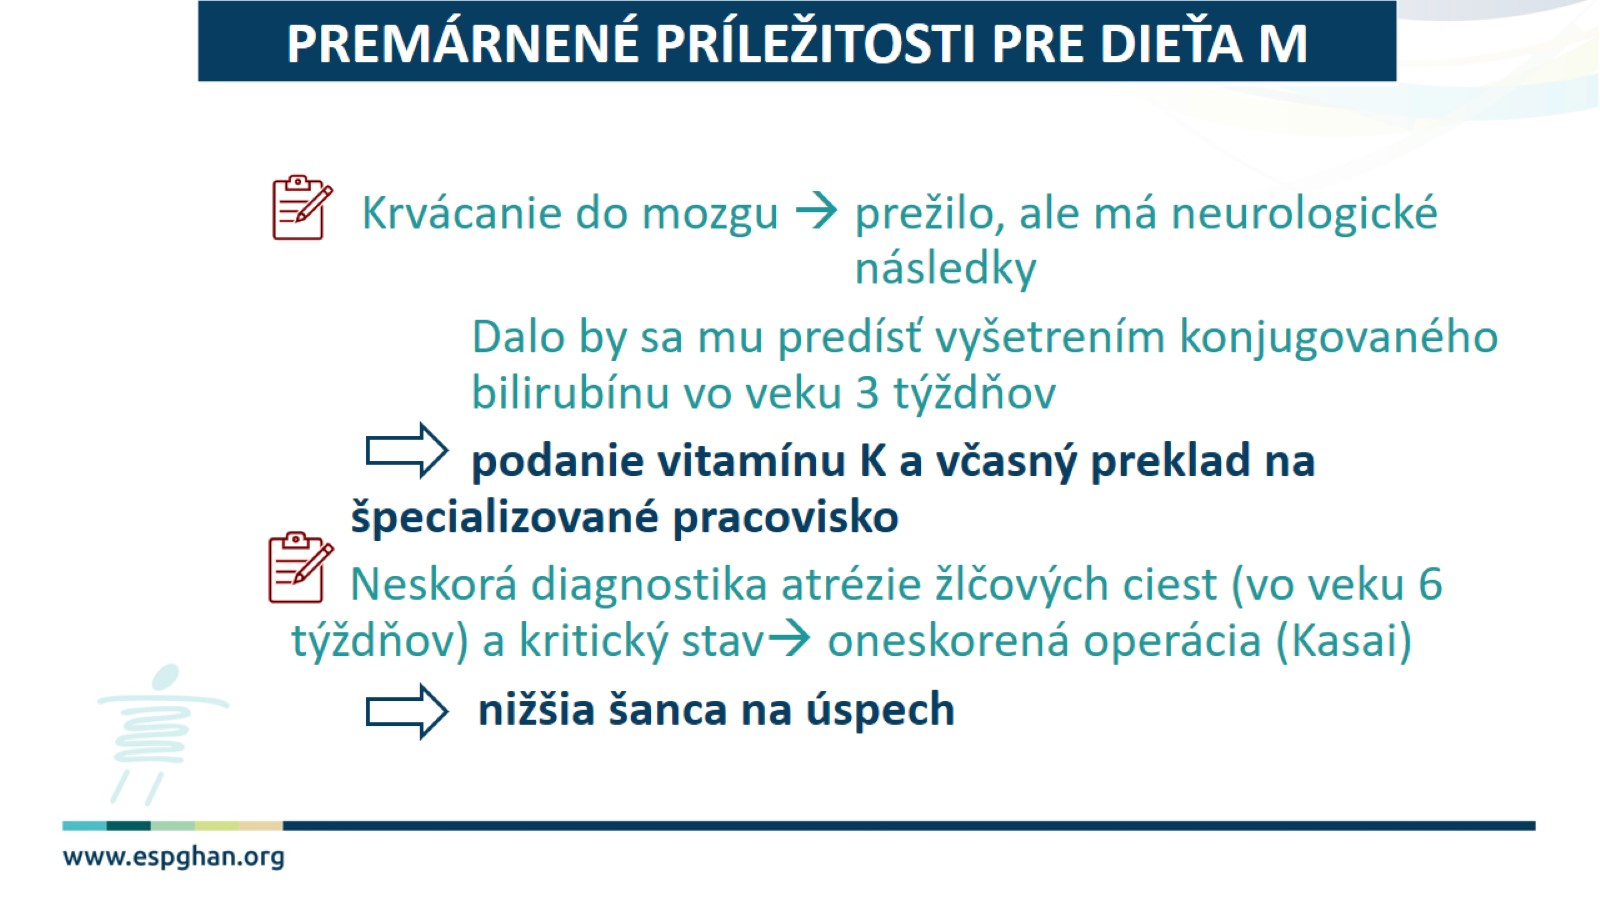 PREMÁRNENÉ PRÍLEŽITOSTI PRE DIEŤA M
Krvácanie do mozgu → prežilo, ale má neurologické
následky
Dalo by sa mu predísť vyšetrením konjugovaného
bilirubínu vo veku 3 týždňov
podanie vitamínu K a včasný preklad na
špecializované pracovisko
Neskorá diagnostika atrézie žlčových ciest (vo veku 6
týždňov) a kritický stav→ oneskorená operácia (Kasai)
nižšia šanca na úspech
www.espghan.org